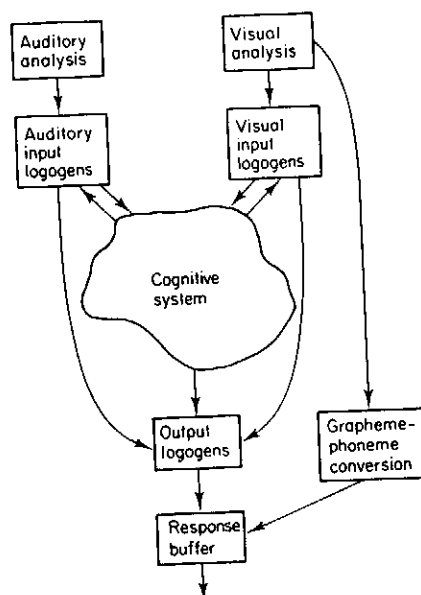 Auditory
analysis
Visual
analysis
Auditory
input
logogens
Visual
input
logogens
Cognitive
system
Output
logogens
Grapheme-
phoneme
conversion
Response
buffer